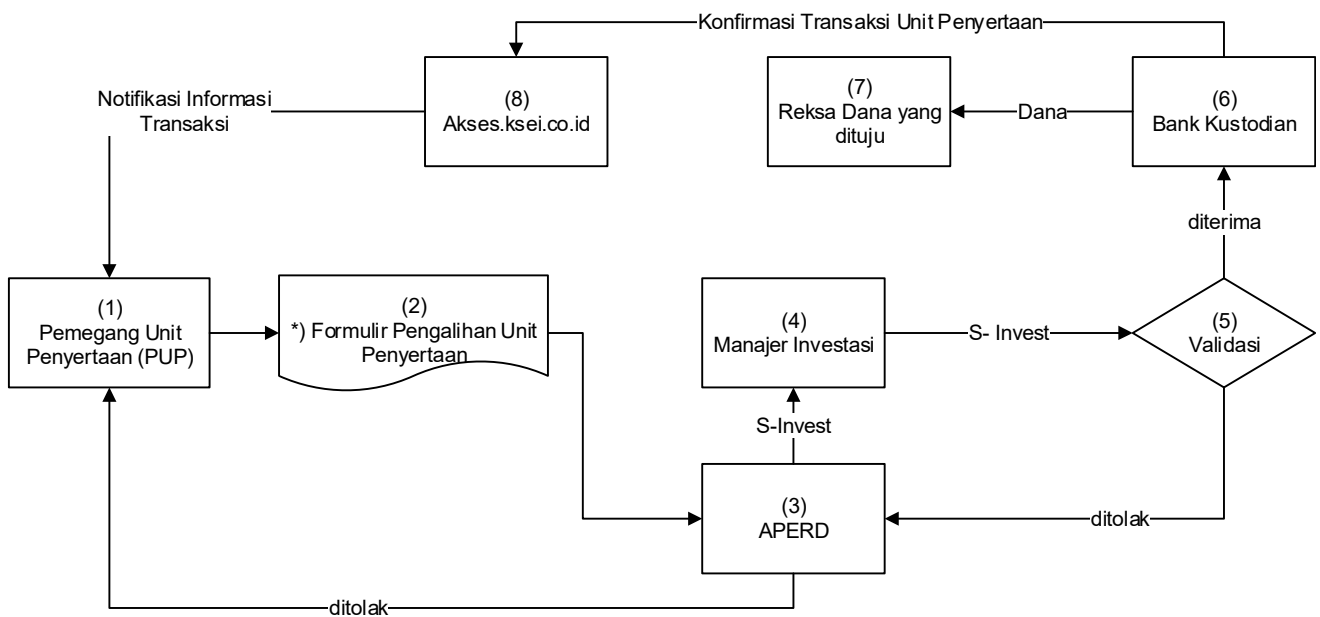 Konfirmasi Transaksi Unit Penyertaan
(8)
Akses.ksei.co.id
(7)
Reksa Dana yang
dituju
Dana
(6)
Bank Kustodian
Notifikasi Informasi
Transaksi
diterima
(1)
Pemegang Unit
Penyertaan (PUP)
(2)
*) Formulir Pengalihan Unit
Penyertaan
(4)
Manajer Investasi
S- Invest
(5)
Validasi
S-Invest
(3)
APERD
ditolak
ditolak